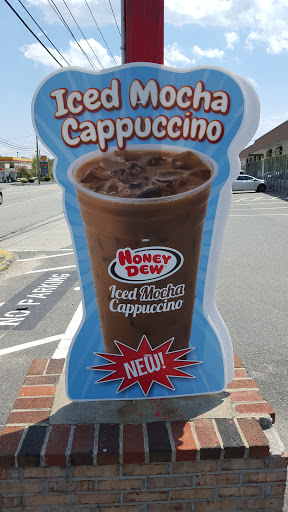 Iced Mocha
Cappuccino
HONEY
DEW
Iced Mocha
Cappuccino
NEW!
NO PARKING